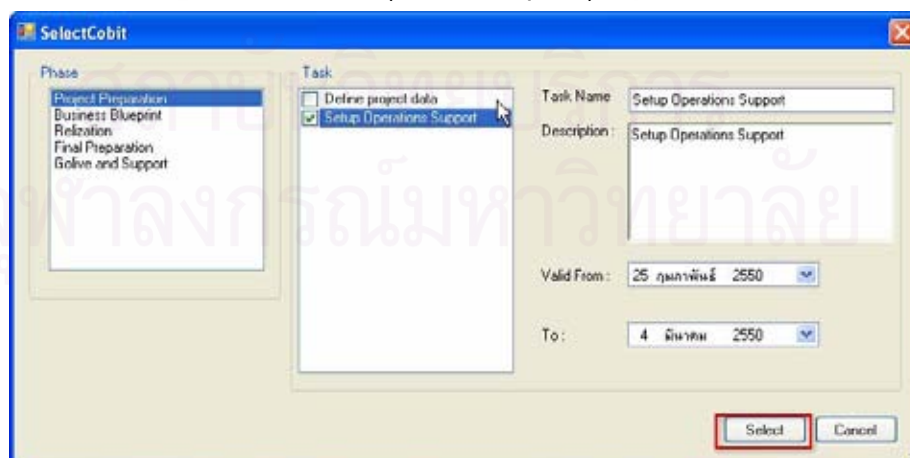 SelectCobit
Phase
Project Preparation
Business Blueprint
Relization
Final Preparation
Golive and Support
Task
Define project data
Setup Operations Support
Task Name
Setup Operations Support
Description :
Setup Operations Support
Valid From :
25 กุมภาพันธ์ 2550
To :
4 มีนาคม 2550
Select
Cancel